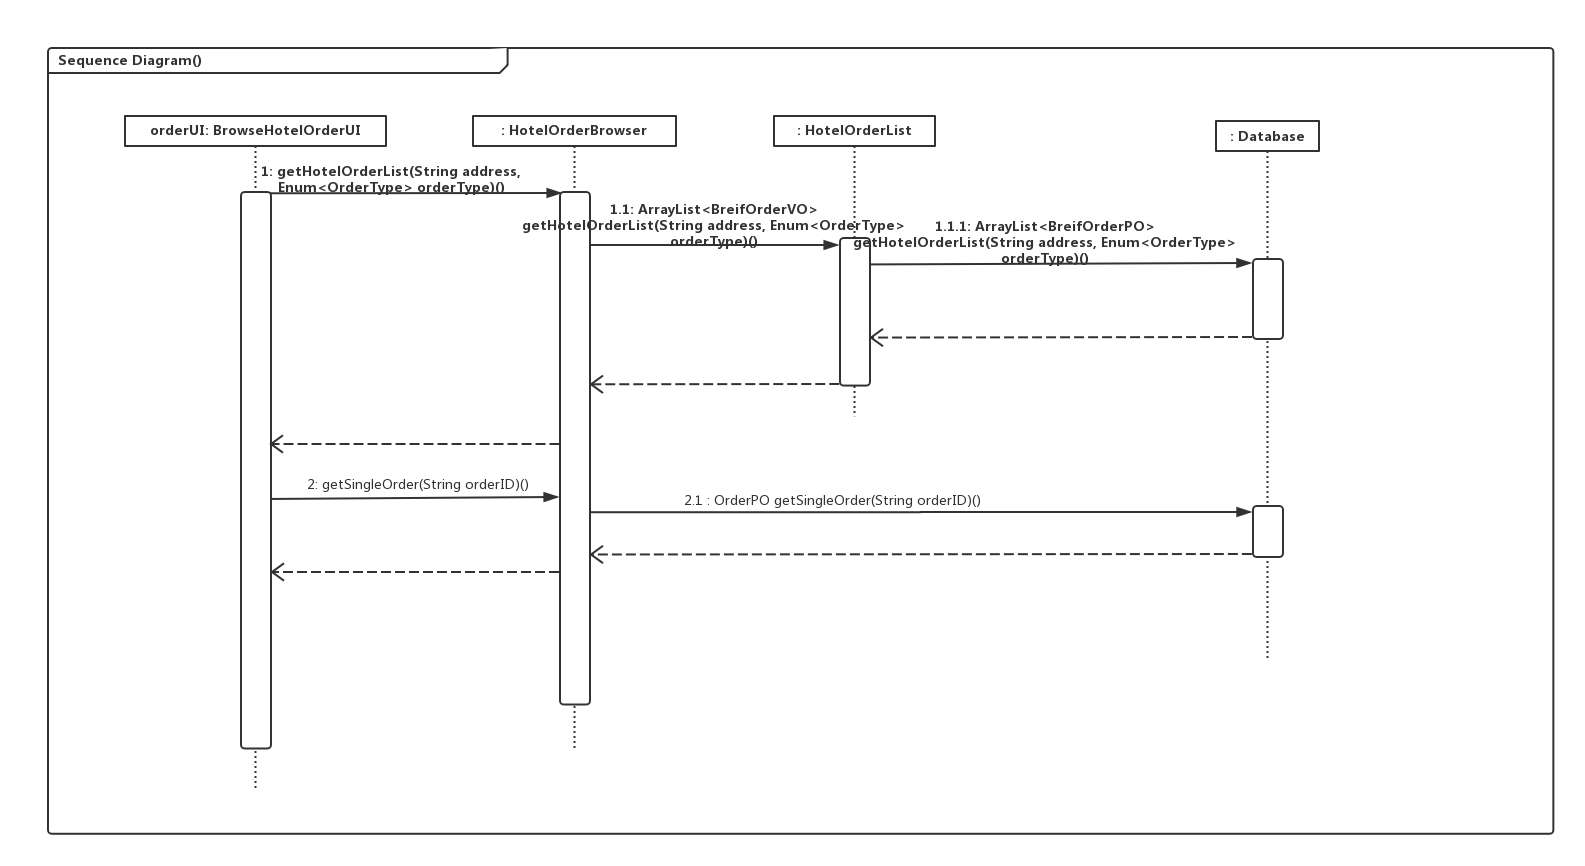 Sequence Diagram()
orderUI: BrowseHotelOrderUI
: HotelOrderBrowser
: HotelOrderList
: Database
1: getHotelOrderList(String address,
Enum<OrderType> orderType)()
1.1: ArrayList<BreifOrderVO>
getHotelOrderList(String address, Enum<OrderType>
orderType)()
1.1.1: ArrayList<BreifOrderPO>
getHotelOrderList(String address, Enum<OrderType>
orderType)()
2: getSingleOrder(String orderID)()
2.1 : OrderPO getSingleOrder(String orderID)()